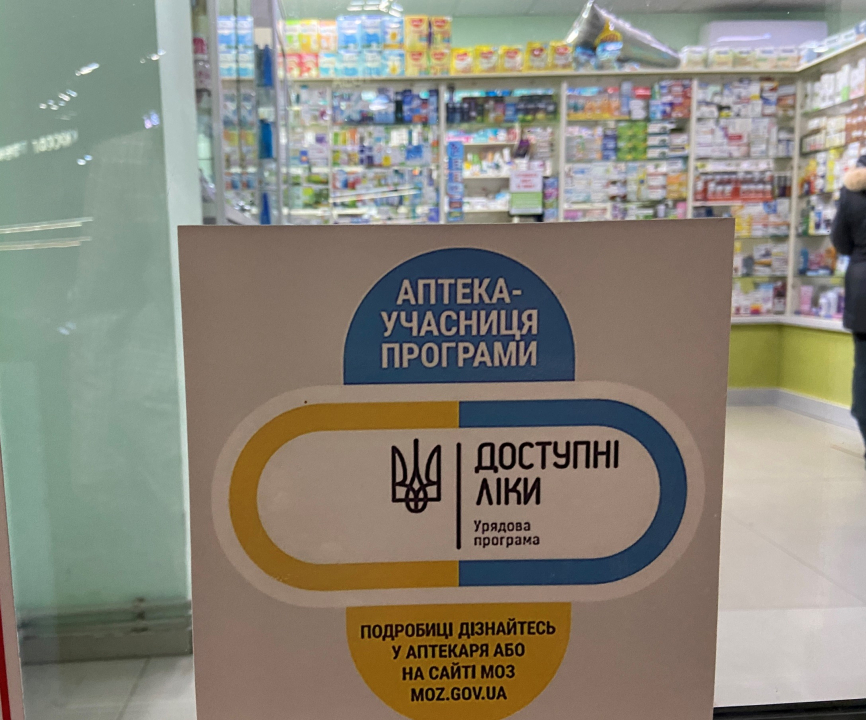 АПТЕКА-
УЧАСНИЦЯ
ПРОГРАМИ
ДОСТУПНІ
ЛІКИ
Урядова
програма
ПОДРОБИЦІ ДІЗНАЙТЕСЬ
У АПТЕКАРЯ АБО
НА САЙТІ МОЗ
MOZ.GOV.UA